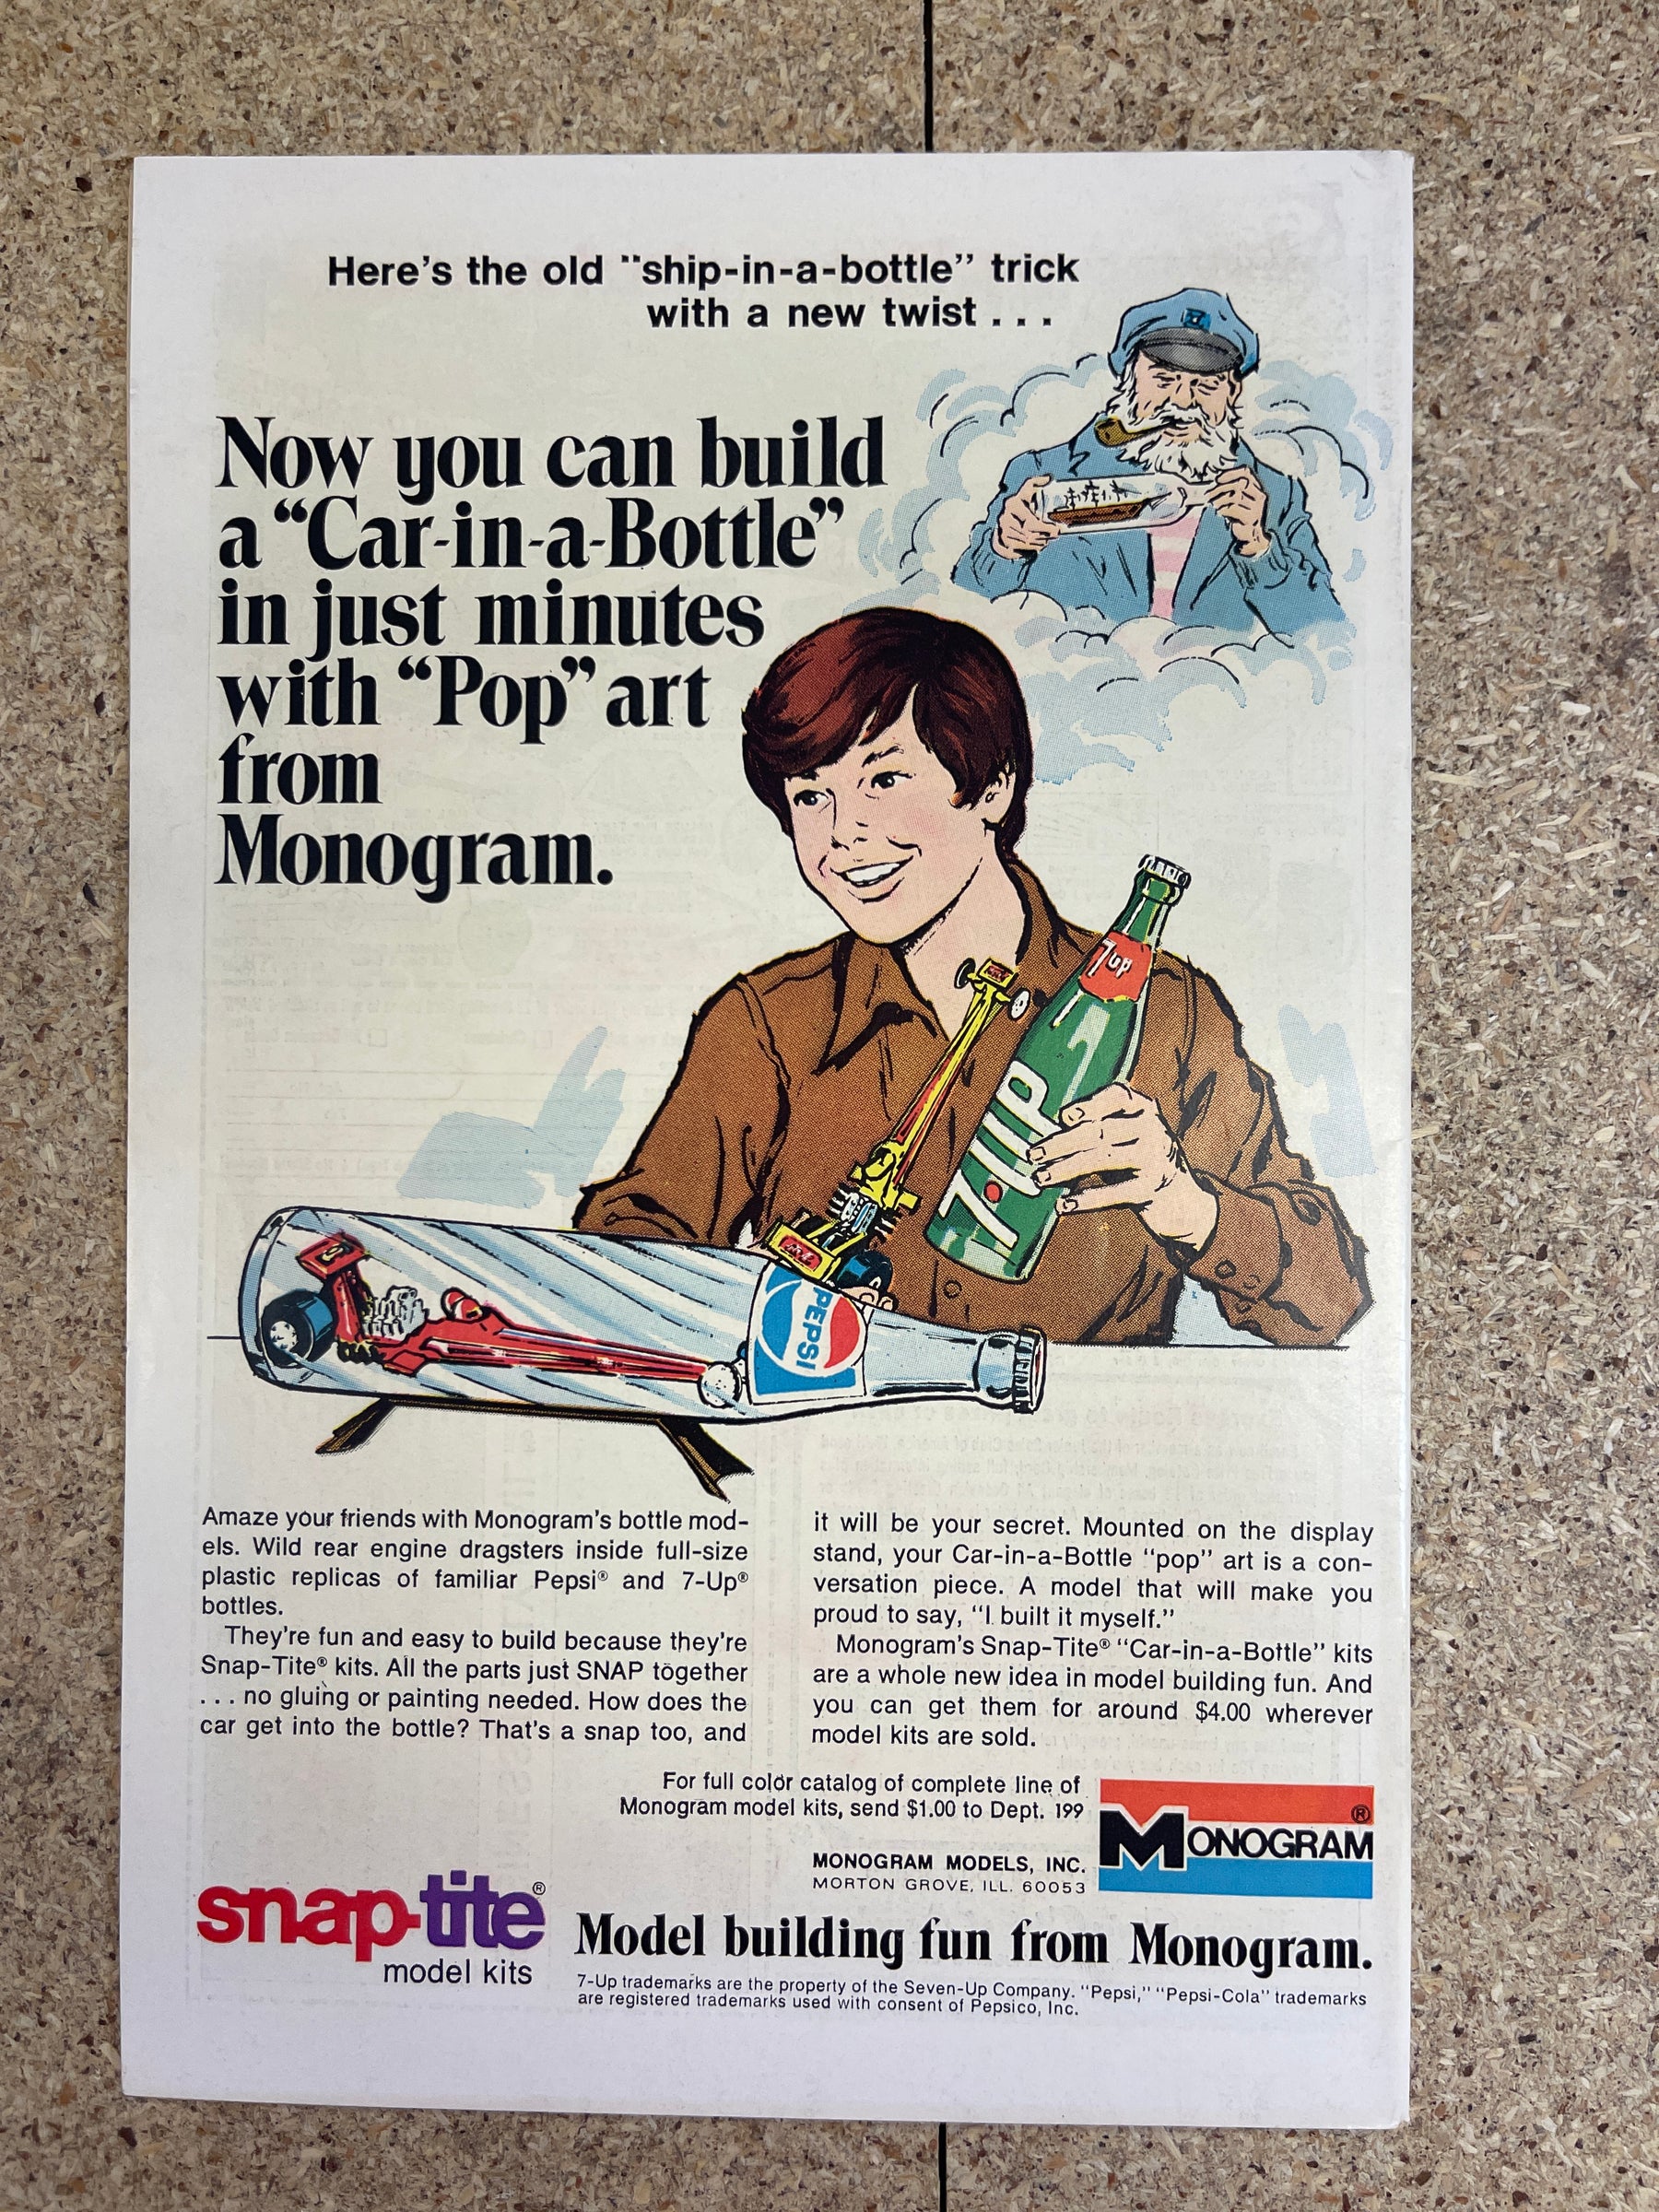 Here's the old "ship-in-a-bottle" trick
with a new twist . . .
Now you can build
a “Car-in-a-Bottle”
in just minutes
with “Pop” art
from
Monogram.
7up
7·UP
PEPSI
Amaze your friends with Monogram's bottle mod-
els. Wild rear engine dragsters inside full-size
plastic replicas of familiar Pepsi® and 7-Up®
bottles.
They're fun and easy to build because they're
Snap-Tite® kits. All the parts just SNAP together
. . . no gluing or painting needed. How does the
car get into the bottle? That's a snap too, and
it will be your secret. Mounted on the display
stand, your Car-in-a-Bottle “pop” art is a con-
versation piece. A model that will make you
proud to say, “I built it myself.”
Monogram's Snap-Tite® “Car-in-a-Bottle” kits
are a whole new idea in model building fun. And
you can get them for around $4.00 wherever
model kits are sold.
For full color catalog of complete line of
Monogram model kits, send $1.00 to Dept. 199
MONOGRAM MODELS, INC.
MORTON GROVE, ILL. 60053
MONOGRAM®
snap-tite®
model kits
Model building fun from Monogram.
7-Up trademarks are the property of the Seven-Up Company. “Pepsi,” “Pepsi-Cola” trademarks
are registered trademarks used with consent of Pepsico, Inc.